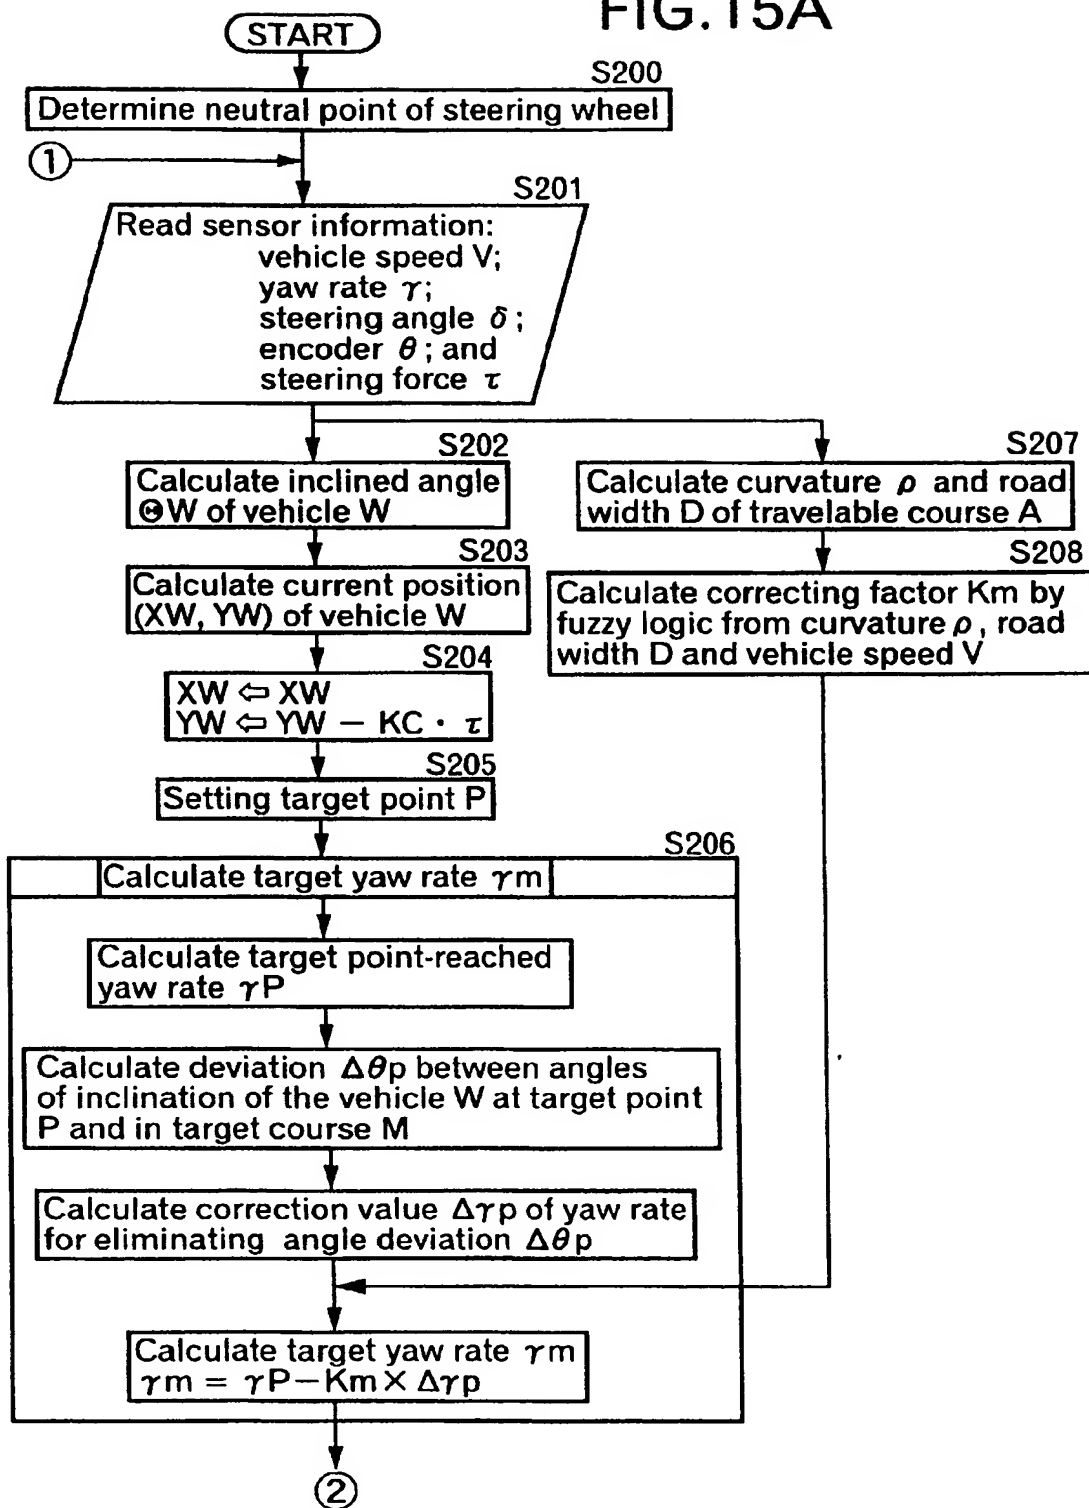 FIG.15A
START
S200
Determine neutral point of steering wheel
①
S201
Read sensor information:
vehicle speed V;
yaw rate γ;
steering angle δ;
encoder θ; and
steering force τ
S202
Calculate inclined angle
ΘW of vehicle W
S207
Calculate curvature ρ and road
width D of travelable course A
S203
Calculate current position
(XW, YW) of vehicle W
S208
Calculate correcting factor Km by
fuzzy logic from curvature ρ, road
width D and vehicle speed V
S204
XW ⇦ XW
YW ⇦ YW − KC · τ
S205
Setting target point P
S206
Calculate target yaw rate γm
Calculate target point-reached
yaw rate γP
Calculate deviation Δθp between angles
of inclination of the vehicle W at target point
P and in target course M
Calculate correction value Δγp of yaw rate
for eliminating angle deviation Δθp
Calculate target yaw rate γm
γm = γP−Km × Δγp
②